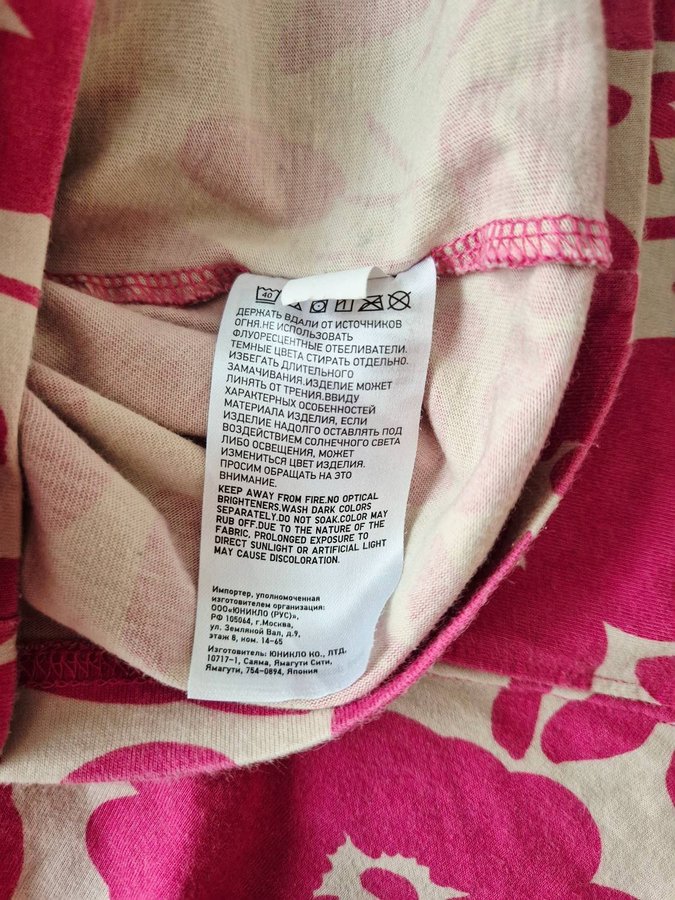 40
ДЕРЖАТЬ ВДАЛИ ОТ ИСТОЧНИКОВ
ОГНЯ.НЕ ИСПОЛЬЗОВАТЬ
ФЛУОРЕСЦЕНТНЫЕ ОТБЕЛИВАТЕЛИ.
ТЕМНЫЕ ЦВЕТА СТИРАТЬ ОТДЕЛЬНО.
ИЗБЕГАТЬ ДЛИТЕЛЬНОГО
ЗАМАЧИВАНИЯ.ИЗДЕЛИЕ МОЖЕТ
ЛИНЯТЬ ОТ ТРЕНИЯ.ВВИДУ
ХАРАКТЕРНЫХ ОСОБЕННОСТЕЙ
МАТЕРИАЛА ИЗДЕЛИЯ, ЕСЛИ
ИЗДЕЛИЕ НАДОЛГО ОСТАВЛЯТЬ ПОД
ВОЗДЕЙСТВИЕМ СОЛНЕЧНОГО СВЕТА
ЛИБО ОСВЕЩЕНИЯ, МОЖЕТ
ИЗМЕНИТЬСЯ ЦВЕТ ИЗДЕЛИЯ.
ПРОСИМ ОБРАЩАТЬ НА ЭТО
ВНИМАНИЕ.
KEEP AWAY FROM FIRE.NO OPTICAL
BRIGHTENERS.WASH DARK COLORS
SEPARATELY.DO NOT SOAK.COLOR MAY
RUB OFF.DUE TO THE NATURE OF THE
FABRIC, PROLONGED EXPOSURE TO
DIRECT SUNLIGHT OR ARTIFICIAL LIGHT
MAY CAUSE DISCOLORATION.
Импортер, уполномоченная
изготовителем организация:
ООО«ЮНИКЛО (РУС)»,
РФ 105064, г.Москва,
ул. Земляной Вал, д.9,
этаж 8, ком. 14-65
Изготовитель: ЮНИКЛО КО., ЛТД.
10717-1, Саяма, Ямагути Сити,
Ямагути, 754-0894, Япония